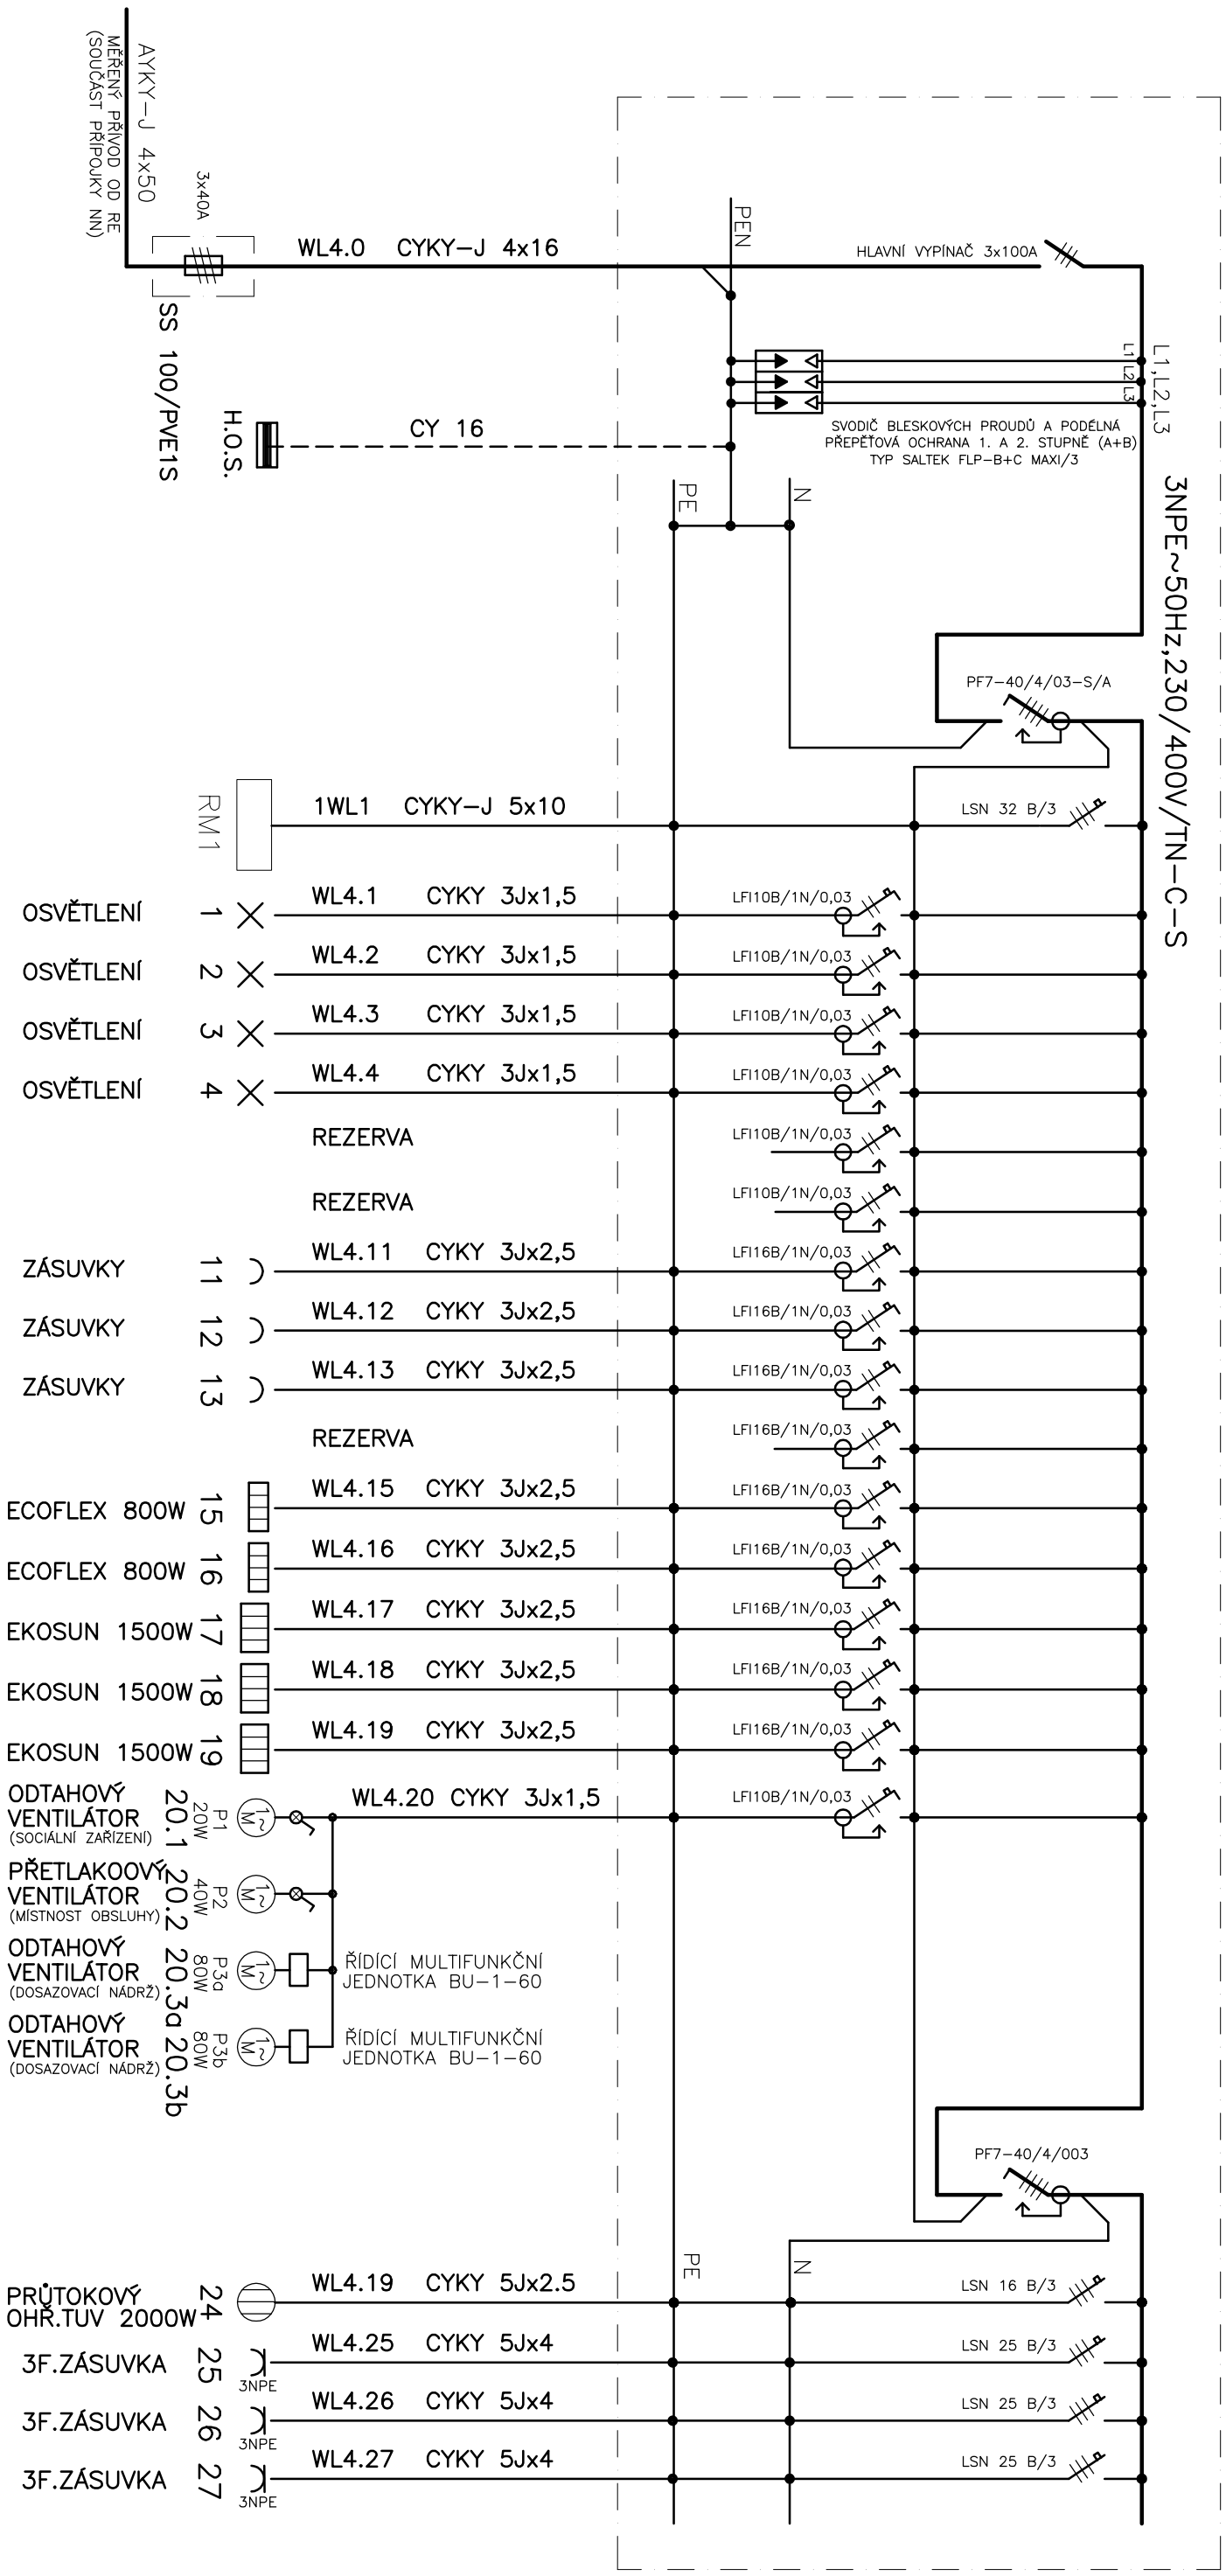 AYKY-J 4x50
MĚŘENÝ PŘÍVOD OD RE
(SOUČÁST PŘÍPOJKY NN)
3x40A
SS 100/PVE1S
WL4.0 CYKY-J 4x16
PEN
HLAVNÍ VYPÍNAČ 3x100A
L1 L2 L3
L1,L2,L3
SVODIČ BLESKOVÝCH PROUDŮ A PODÉLNÁ
PŘEPĚŤOVÁ OCHRANA 1. A 2. STUPNĚ (A+B)
TYP SALTEK FLP-B+C MAXI/3
H.O.S.
CY 16
PE
N
3NPE~50Hz,230/400V/TN-C-S
PF7-40/4/03-S/A
RM1
1WL1 CYKY-J 5x10
LSN 32 B/3
OSVĚTLENÍ 1 WL4.1 CYKY 3Jx1,5 LFI10B/1N/0,03
OSVĚTLENÍ 2 WL4.2 CYKY 3Jx1,5 LFI10B/1N/0,03
OSVĚTLENÍ 3 WL4.3 CYKY 3Jx1,5 LFI10B/1N/0,03
OSVĚTLENÍ 4 WL4.4 CYKY 3Jx1,5 LFI10B/1N/0,03
REZERVA LFI10B/1N/0,03
REZERVA LFI10B/1N/0,03
ZÁSUVKY 11 WL4.11 CYKY 3Jx2,5 LFI16B/1N/0,03
ZÁSUVKY 12 WL4.12 CYKY 3Jx2,5 LFI16B/1N/0,03
ZÁSUVKY 13 WL4.13 CYKY 3Jx2,5 LFI16B/1N/0,03
REZERVA LFI16B/1N/0,03
ECOFLEX 800W 15 WL4.15 CYKY 3Jx2,5 LFI16B/1N/0,03
ECOFLEX 800W 16 WL4.16 CYKY 3Jx2,5 LFI16B/1N/0,03
EKOSUN 1500W 17 WL4.17 CYKY 3Jx2,5 LFI16B/1N/0,03
EKOSUN 1500W 18 WL4.18 CYKY 3Jx2,5 LFI16B/1N/0,03
EKOSUN 1500W 19 WL4.19 CYKY 3Jx2,5 LFI16B/1N/0,03
ODTAHOVÝ
VENTILÁTOR
(SOCIÁLNÍ ZAŘÍZENÍ)
20.1
P1
20W
1~
M
WL4.20 CYKY 3Jx1,5 LFI10B/1N/0,03
PŘETLAKOOVÝ
VENTILÁTOR
(MÍSTNOST OBSLUHY)
20.2
P2
40W
1~
M
ODTAHOVÝ
VENTILÁTOR
(DOSAZOVACÍ NÁDRŽ)
20.3a
P3a
80W
1~
M
ŘÍDÍCÍ MULTIFUNKČNÍ
JEDNOTKA BU-1-60
ODTAHOVÝ
VENTILÁTOR
(DOSAZOVACÍ NÁDRŽ)
20.3b
P3b
80W
1~
M
ŘÍDÍCÍ MULTIFUNKČNÍ
JEDNOTKA BU-1-60
PF7-40/4/003
PE
N
PRŮTOKOVÝ
OHŘ.TUV 2000W
24
WL4.19 CYKY 5Jx2.5 LSN 16 B/3
3F.ZÁSUVKA 25 3NPE WL4.25 CYKY 5Jx4 LSN 25 B/3
3F.ZÁSUVKA 26 3NPE WL4.26 CYKY 5Jx4 LSN 25 B/3
3F.ZÁSUVKA 27 3NPE WL4.27 CYKY 5Jx4 LSN 25 B/3